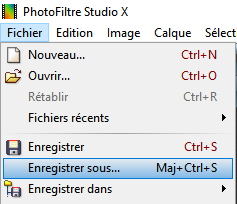 PhotoFiltre Studio X
Fichier Edition Image Calque Sélect
Nouveau... Ctrl+N
Ouvrir... Ctrl+O
Rétablir Ctrl+R
Fichiers récents
Enregistrer Ctrl+S
Enregistrer sous... Maj+Ctrl+S
Enregistrer dans